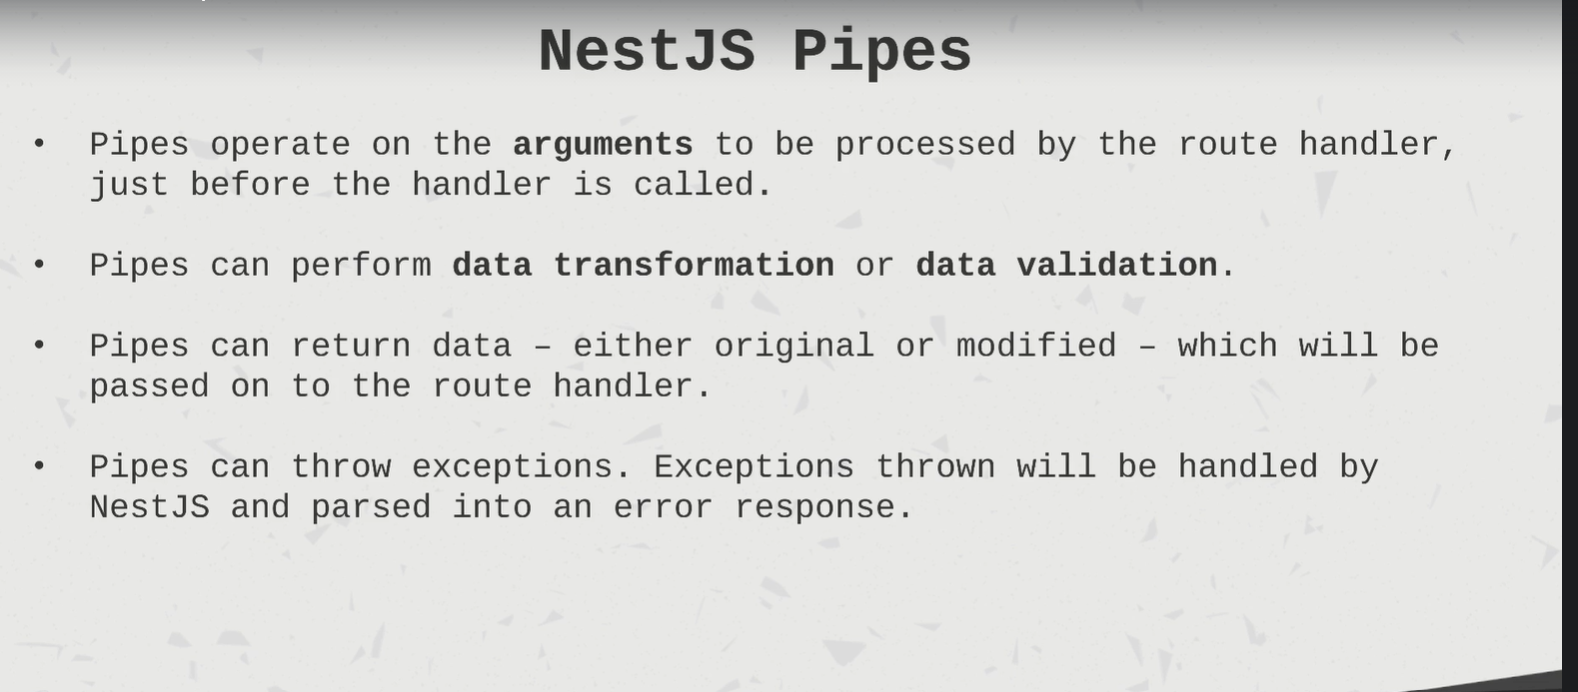 NestJS Pipes
• Pipes operate on the arguments to be processed by the route handler,
just before the handler is called.
• Pipes can perform data transformation or data validation.
• Pipes can return data – either original or modified – which will be
passed on to the route handler.
• Pipes can throw exceptions. Exceptions thrown will be handled by
NestJS and parsed into an error response.